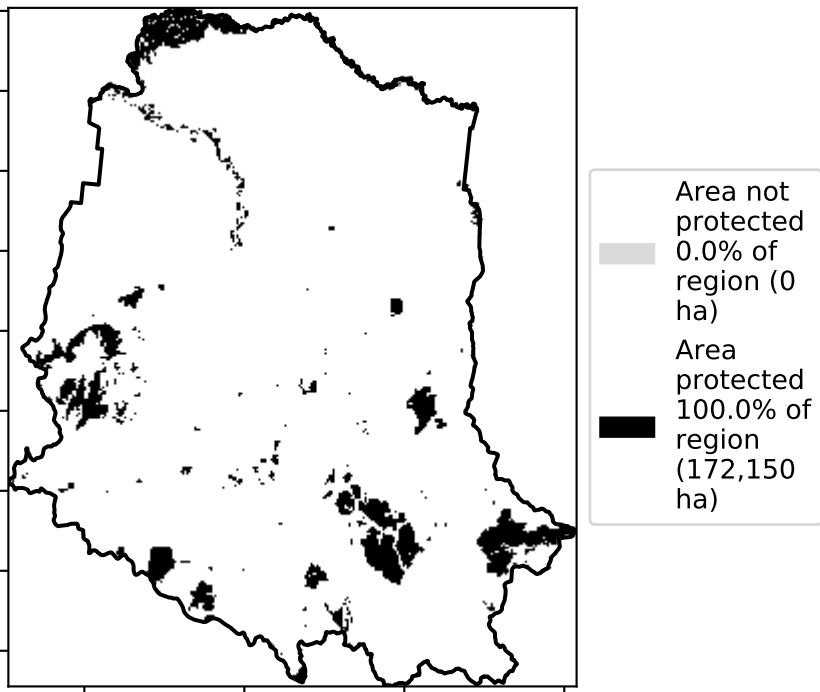 Area not
protected
0.0% of
region (0
ha)
Area
protected
100.0% of
region
(172,150
ha)